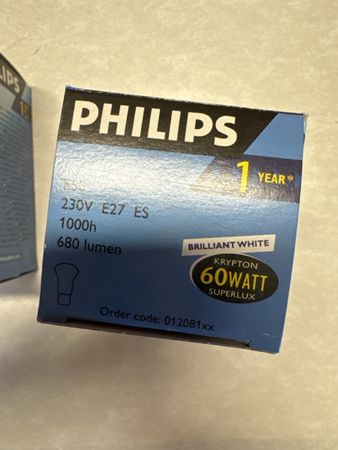 PHILIPS
1 YEAR*
230V E27 ES
1000h
680 lumen
BRILLIANT WHITE
KRYPTON
60WATT
SUPERLUX
Order code: 012081xx